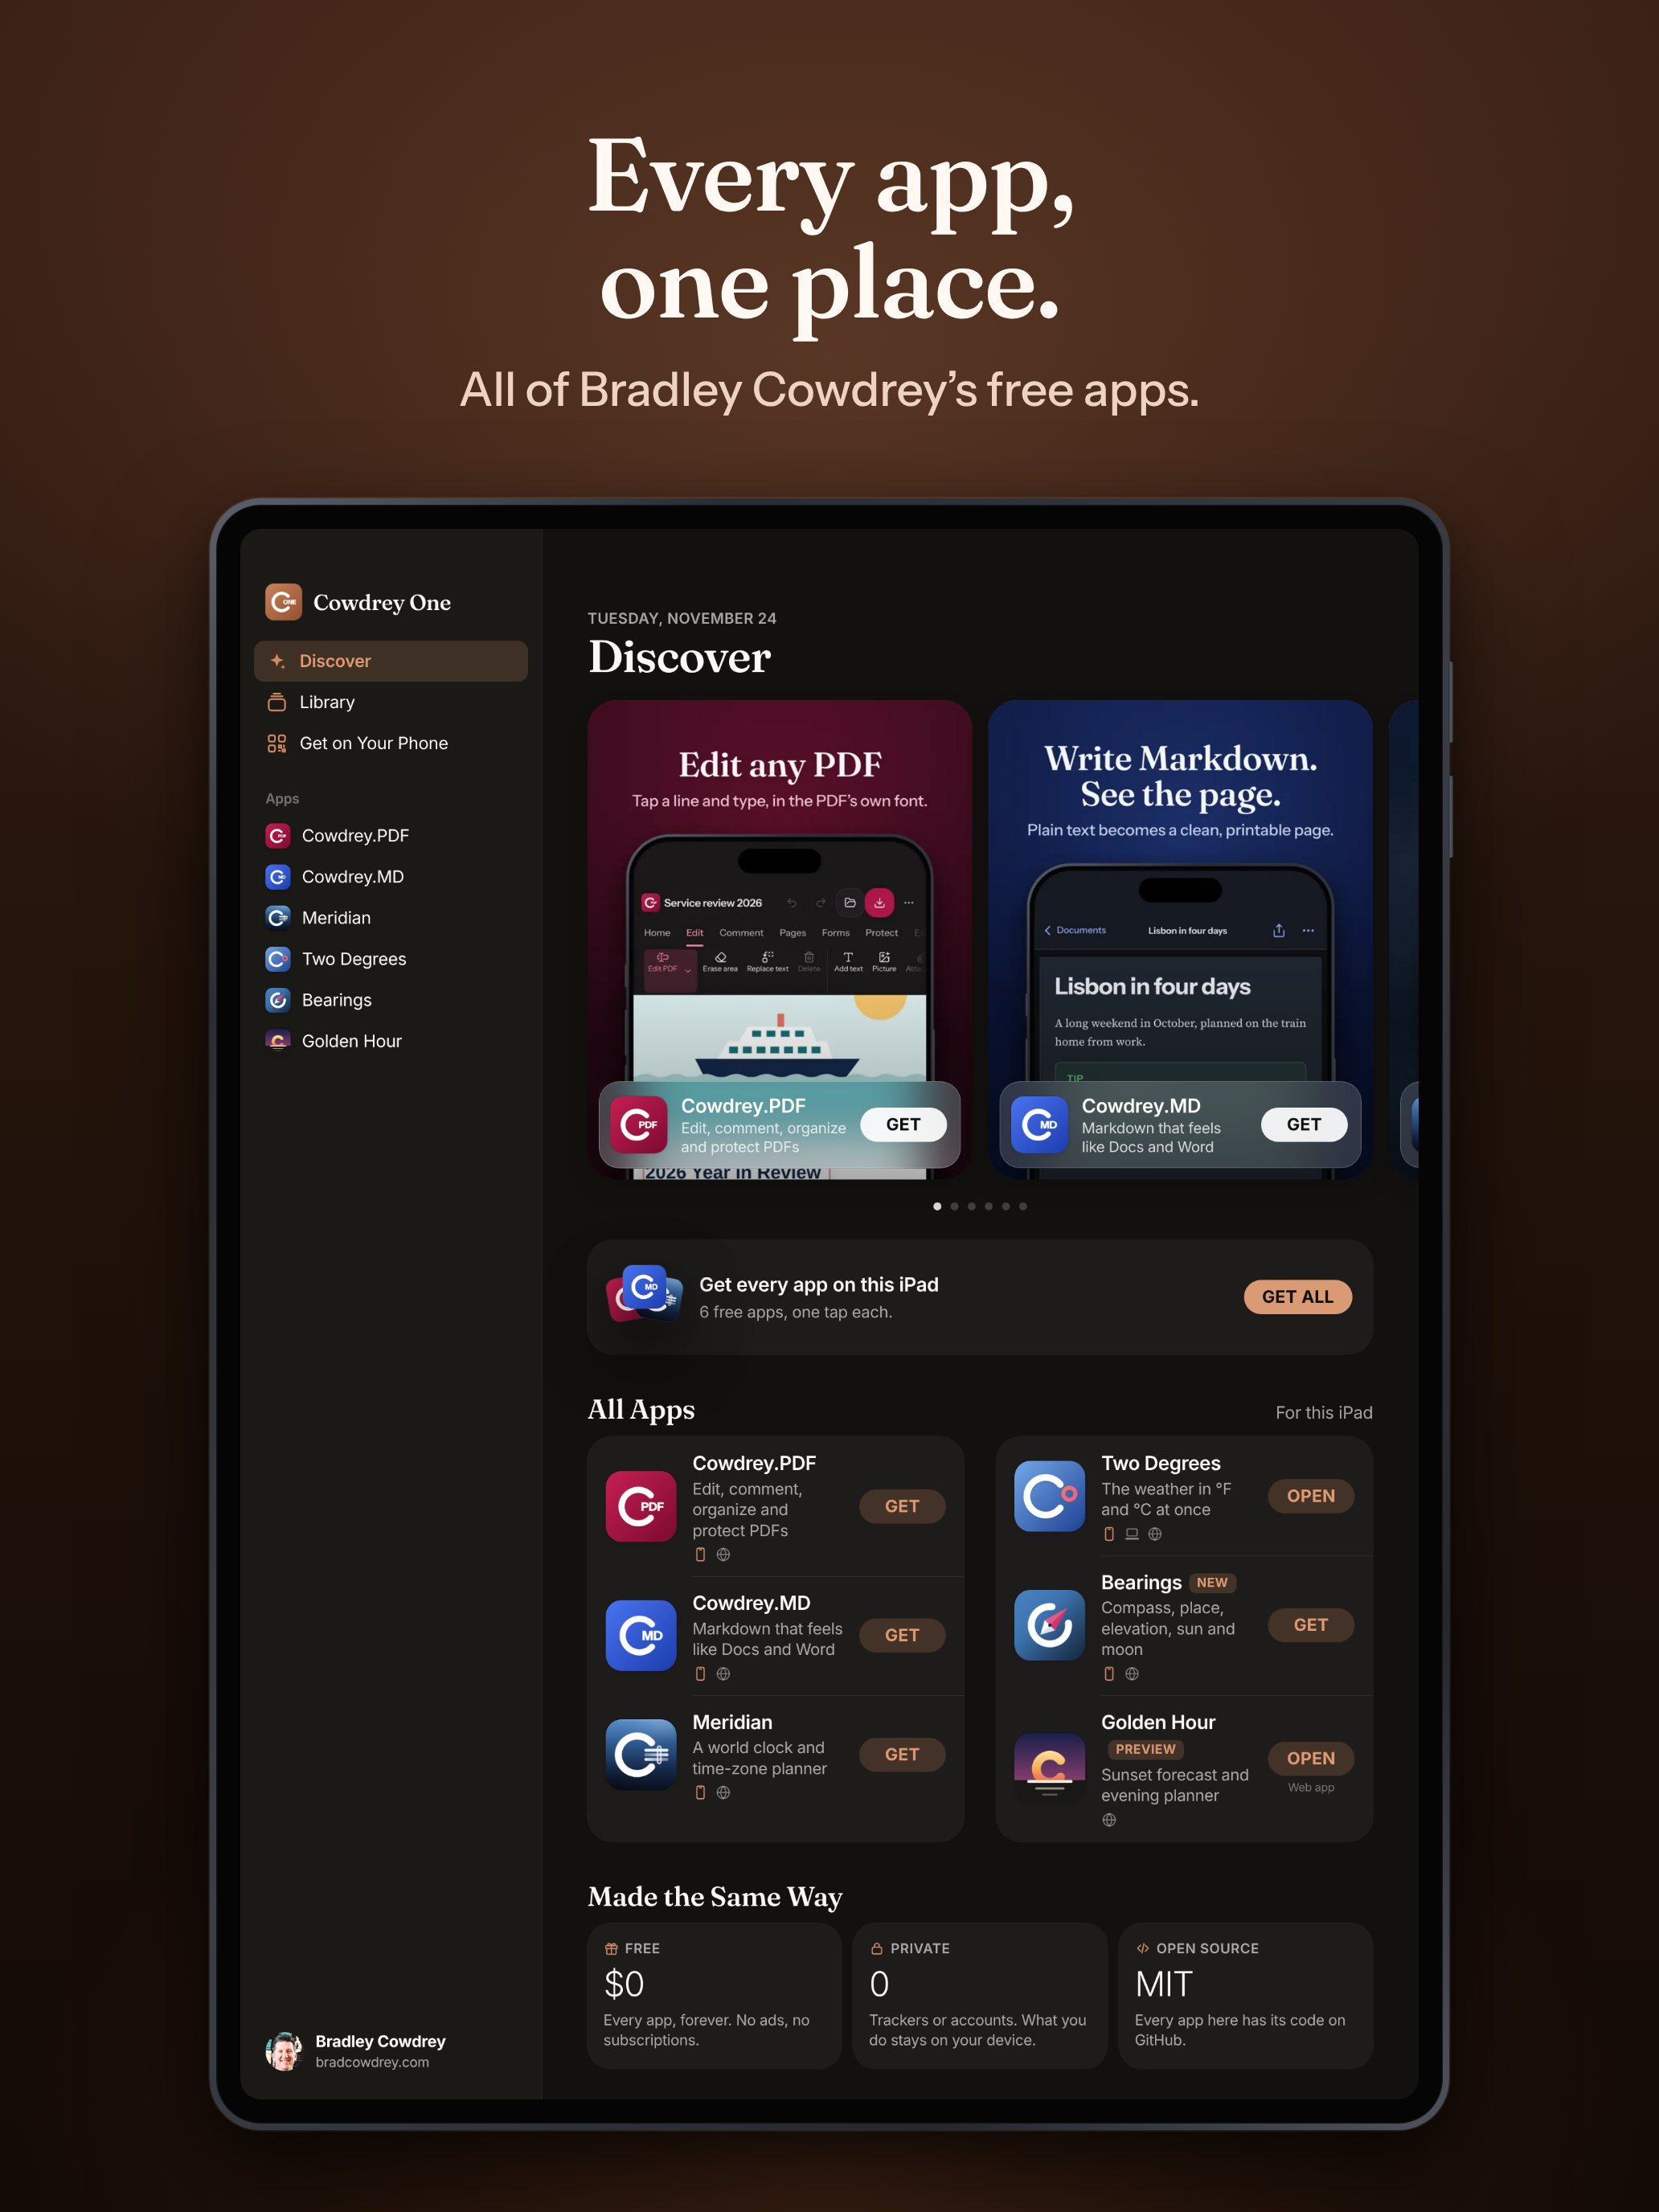 Every app,
one place.
All of Bradley Cowdrey's free apps.
ONE
Cowdrey One
Discover
Library
Get on Your Phone
Apps
Cowdrey.PDF
Cowdrey.MD
Meridian
Two Degrees
Bearings
Golden Hour
Bradley Cowdrey
bradcowdrey.com
TUESDAY, NOVEMBER 24
Discover
Edit any PDF
Tap a line and type, in the PDF's own font.
Service review 2026
Home Edit Comment Pages Forms Protect
Edit PDF Erase area Replace text Delete Add text Picture
PDF
Cowdrey.PDF
Edit, comment, organize
and protect PDFs
GET
2026 Year in Review
Write Markdown.
See the page.
Plain text becomes a clean, printable page.
Documents
Lisbon in four days
Lisbon in four days
A long weekend in October, planned on the train
home from work.
TIP
MD
Cowdrey.MD
Markdown that feels
like Docs and Word
GET
MD
Get every app on this iPad
6 free apps, one tap each.
GET ALL
All Apps
For this iPad
PDF
Cowdrey.PDF
Edit, comment,
organize and
protect PDFs
GET
MD
Cowdrey.MD
Markdown that feels
like Docs and Word
GET
Meridian
A world clock and
time-zone planner
GET
Two Degrees
The weather in °F
and °C at once
OPEN
Bearings NEW
Compass, place,
elevation, sun and
moon
GET
Golden Hour
PREVIEW
Sunset forecast and
evening planner
OPEN
Web app
Made the Same Way
FREE
$0
Every app, forever. No ads, no
subscriptions.
PRIVATE
0
Trackers or accounts. What you
do stays on your device.
OPEN SOURCE
MIT
Every app here has its code on
GitHub.